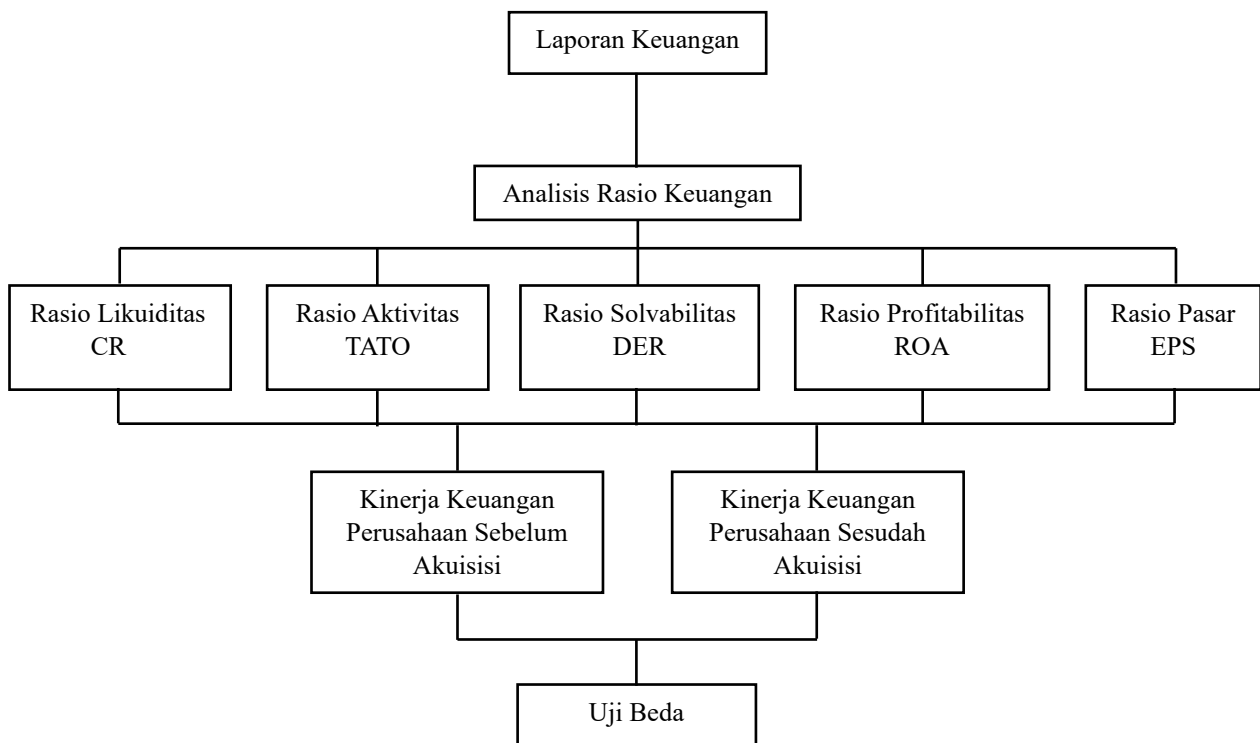 Laporan Keuangan
Analisis Rasio Keuangan
Rasio Likuiditas
CR
Rasio Aktivitas
TATO
Rasio Solvabilitas
DER
Rasio Profitabilitas
ROA
Rasio Pasar
EPS
Kinerja Keuangan
Perusahaan Sebelum
Akuisisi
Kinerja Keuangan
Perusahaan Sesudah
Akuisisi
Uji Beda